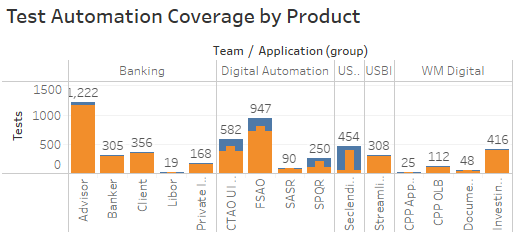 Test Automation Coverage by Product
Team / Application (group)
Banking Digital Automation US.. USBI WM Digital
Tests
1500
1000
500
0
1,222 305 356 19 168 582 947 90 250 454 308 25 112 48 416
Advisor
Banker
Client
Libor
Private I..
CTAO UI ..
FSAO
SASR
SPQR
Seclendi..
Streamli..
CPP App..
CPP OLB
Docume..
Investin..